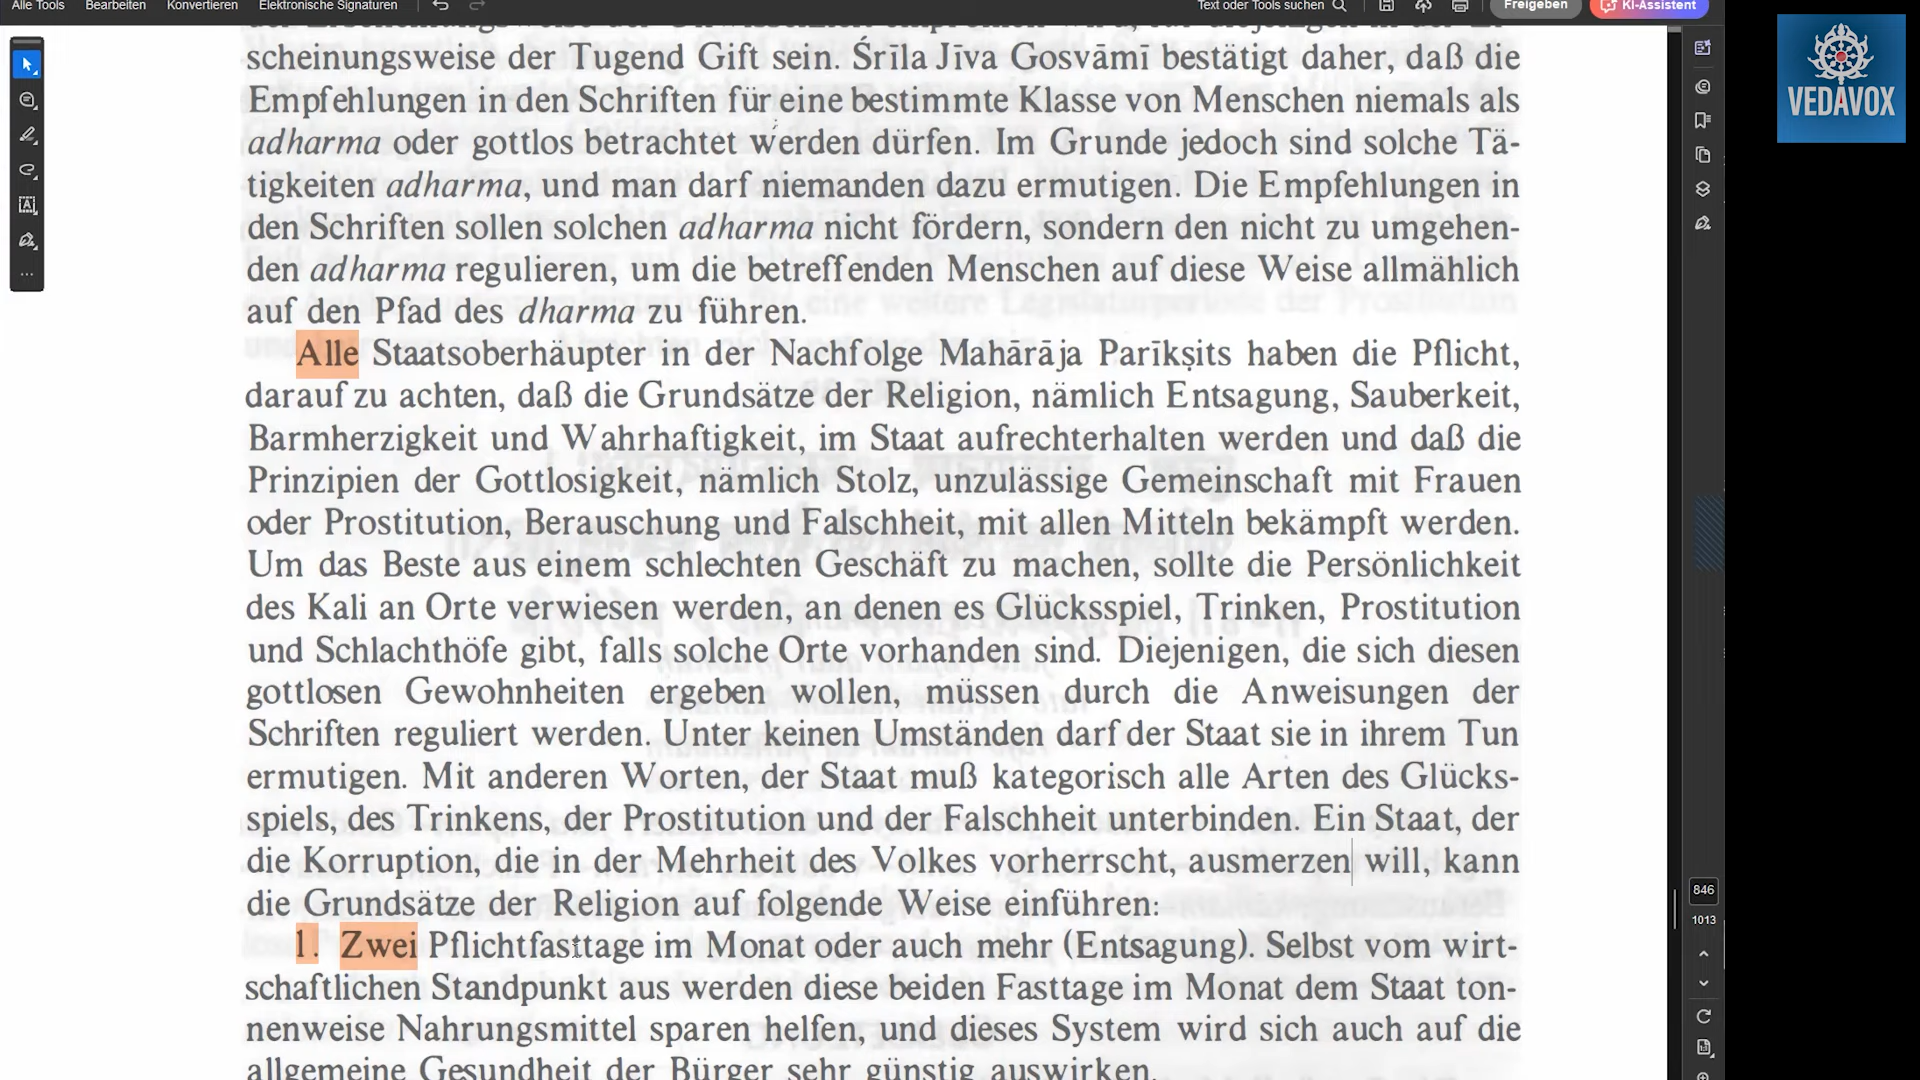 Alle Tools Bearbeiten Konvertieren Elektronische Signaturen Text oder Tools suchen Freigeben KI-Assistent
scheinungsweise der Tugend Gift sein. Śrīla Jīva Gosvāmī bestätigt daher, daß die
Empfehlungen in den Schriften für eine bestimmte Klasse von Menschen niemals als
adharma oder gottlos betrachtet werden dürfen. Im Grunde jedoch sind solche Tä-
tigkeiten adharma, und man darf niemanden dazu ermutigen. Die Empfehlungen in
den Schriften sollen solchen adharma nicht fördern, sondern den nicht zu umgehen-
den adharma regulieren, um die betreffenden Menschen auf diese Weise allmählich
auf den Pfad des dharma zu führen.
Alle Staatsoberhäupter in der Nachfolge Mahārāja Parīkṣits haben die Pflicht,
darauf zu achten, daß die Grundsätze der Religion, nämlich Entsagung, Sauberkeit,
Barmherzigkeit und Wahrhaftigkeit, im Staat aufrechterhalten werden und daß die
Prinzipien der Gottlosigkeit, nämlich Stolz, unzulässige Gemeinschaft mit Frauen
oder Prostitution, Berauschung und Falschheit, mit allen Mitteln bekämpft werden.
Um das Beste aus einem schlechten Geschäft zu machen, sollte die Persönlichkeit
des Kali an Orte verwiesen werden, an denen es Glücksspiel, Trinken, Prostitution
und Schlachthöfe gibt, falls solche Orte vorhanden sind. Diejenigen, die sich diesen
gottlosen Gewohnheiten ergeben wollen, müssen durch die Anweisungen der
Schriften reguliert werden. Unter keinen Umständen darf der Staat sie in ihrem Tun
ermutigen. Mit anderen Worten, der Staat muß kategorisch alle Arten des Glücks-
spiels, des Trinkens, der Prostitution und der Falschheit unterbinden. Ein Staat, der
die Korruption, die in der Mehrheit des Volkes vorherrscht, ausmerzen will, kann
die Grundsätze der Religion auf folgende Weise einführen:
1. Zwei Pflichtfasttage im Monat oder auch mehr (Entsagung). Selbst vom wirt-
schaftlichen Standpunkt aus werden diese beiden Fasttage im Monat dem Staat ton-
nenweise Nahrungsmittel sparen helfen, und dieses System wird sich auch auf die
allgemeine Gesundheit der Bürger sehr günstig auswirken.
VEDAVOX
846
1013